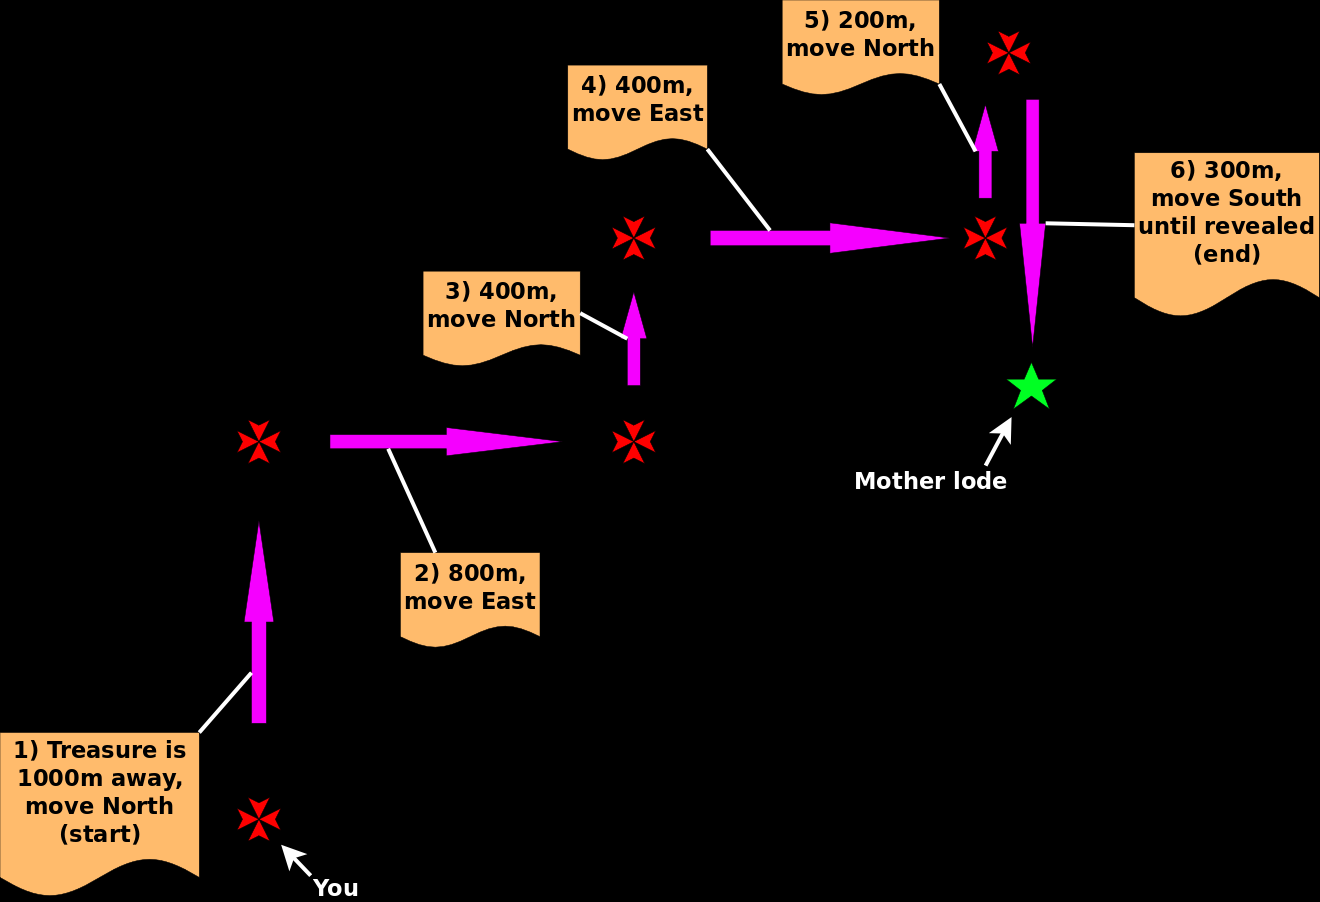 1) Treasure is
1000m away,
move North
(start)
You
2) 800m,
move East
3) 400m,
move North
4) 400m,
move East
5) 200m,
move North
6) 300m,
move South
until revealed
(end)
Mother lode